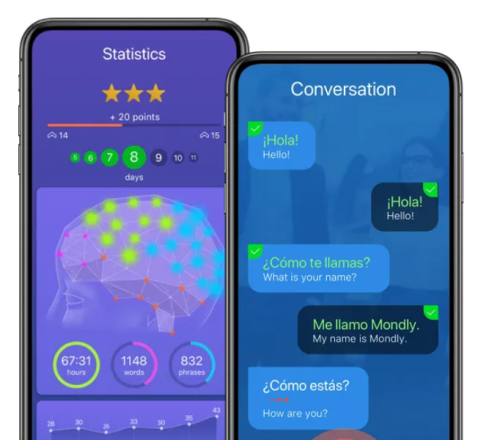 Statistics
+ 20 points
14
15
5 6 7 8 9 10 11
days
67:31
hours
1148
words
832
phrases
28 30 26 33 30 35 43
Conversation
¡Hola!
Hello!
¡Hola!
Hello!
¿Cómo te llamas?
What is your name?
Me llamo Mondly.
My name is Mondly.
¿Cómo estás?
How are you?